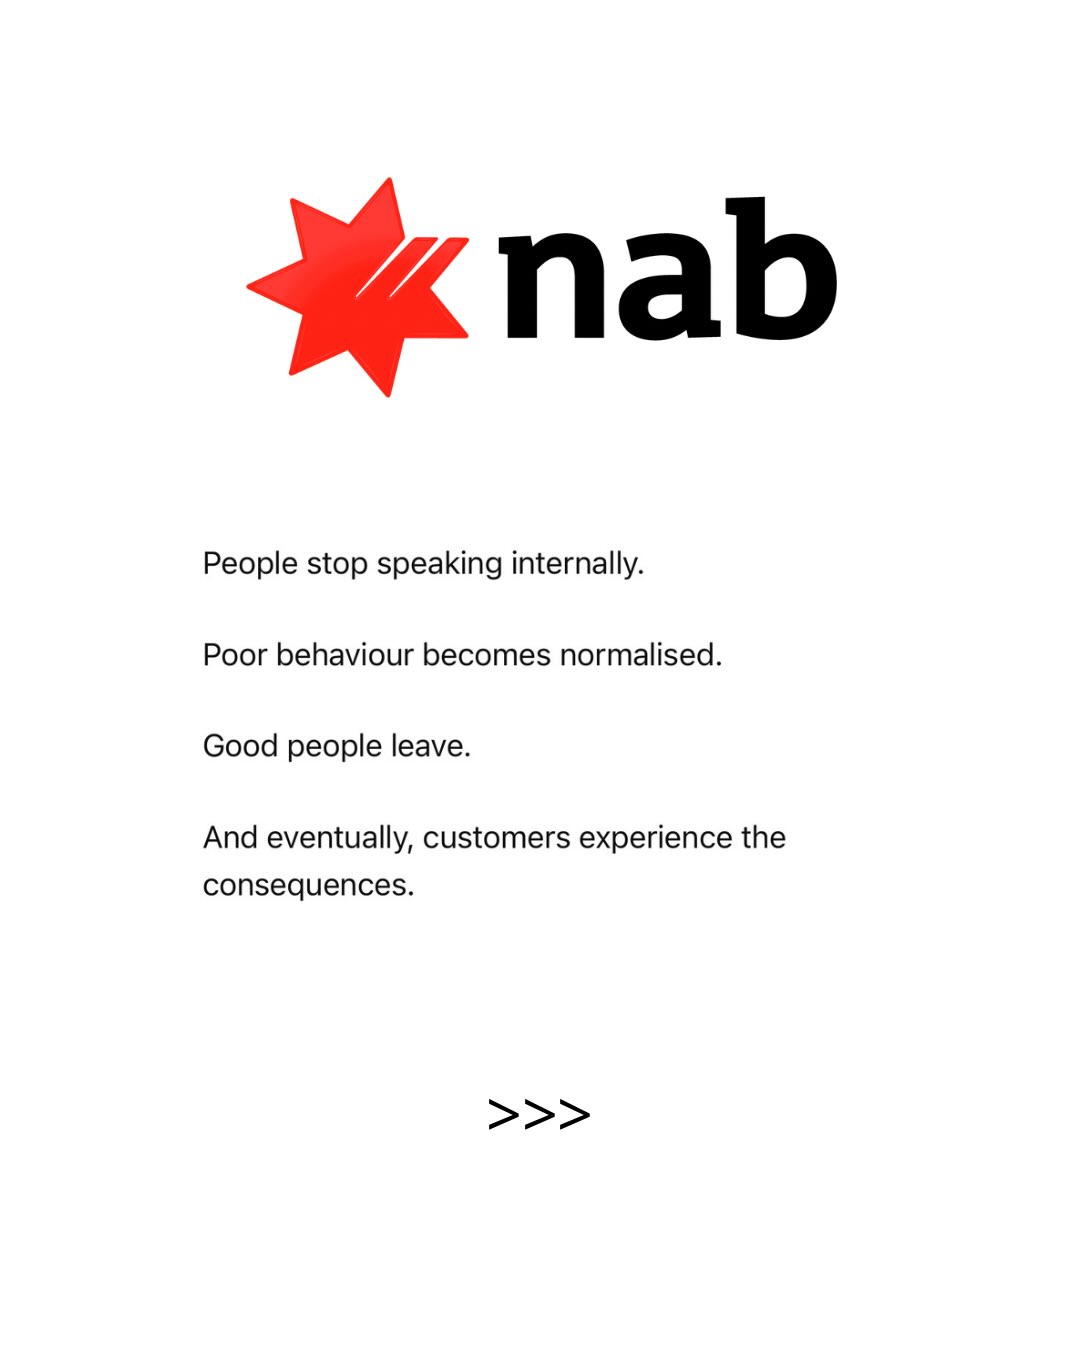 nab
People stop speaking internally.
Poor behaviour becomes normalised.
Good people leave.
And eventually, customers experience the
consequences.
>>>